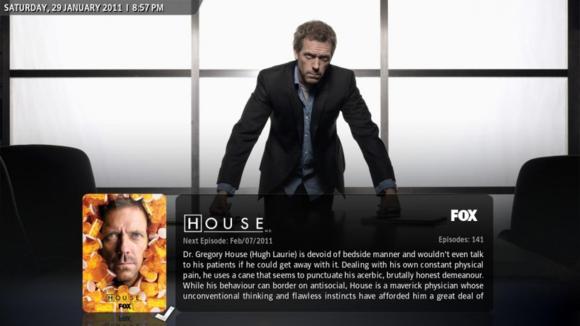 SATURDAY, 29 JANUARY 2011 | 8:57 PM
HOUSE M.D.
FOX
Next Episode: Feb/07/2011
Episodes: 141
Dr. Gregory House (Hugh Laurie) is devoid of bedside manner and wouldn't even talk
to his patients if he could get away with it. Dealing with his own constant physical
pain, he uses a cane that seems to punctuate his acerbic, brutally honest demeanour.
While his behaviour can border on antisocial, House is a maverick physician whose
unconventional thinking and flawless instincts have afforded him a great deal of
HOUSE
FOX